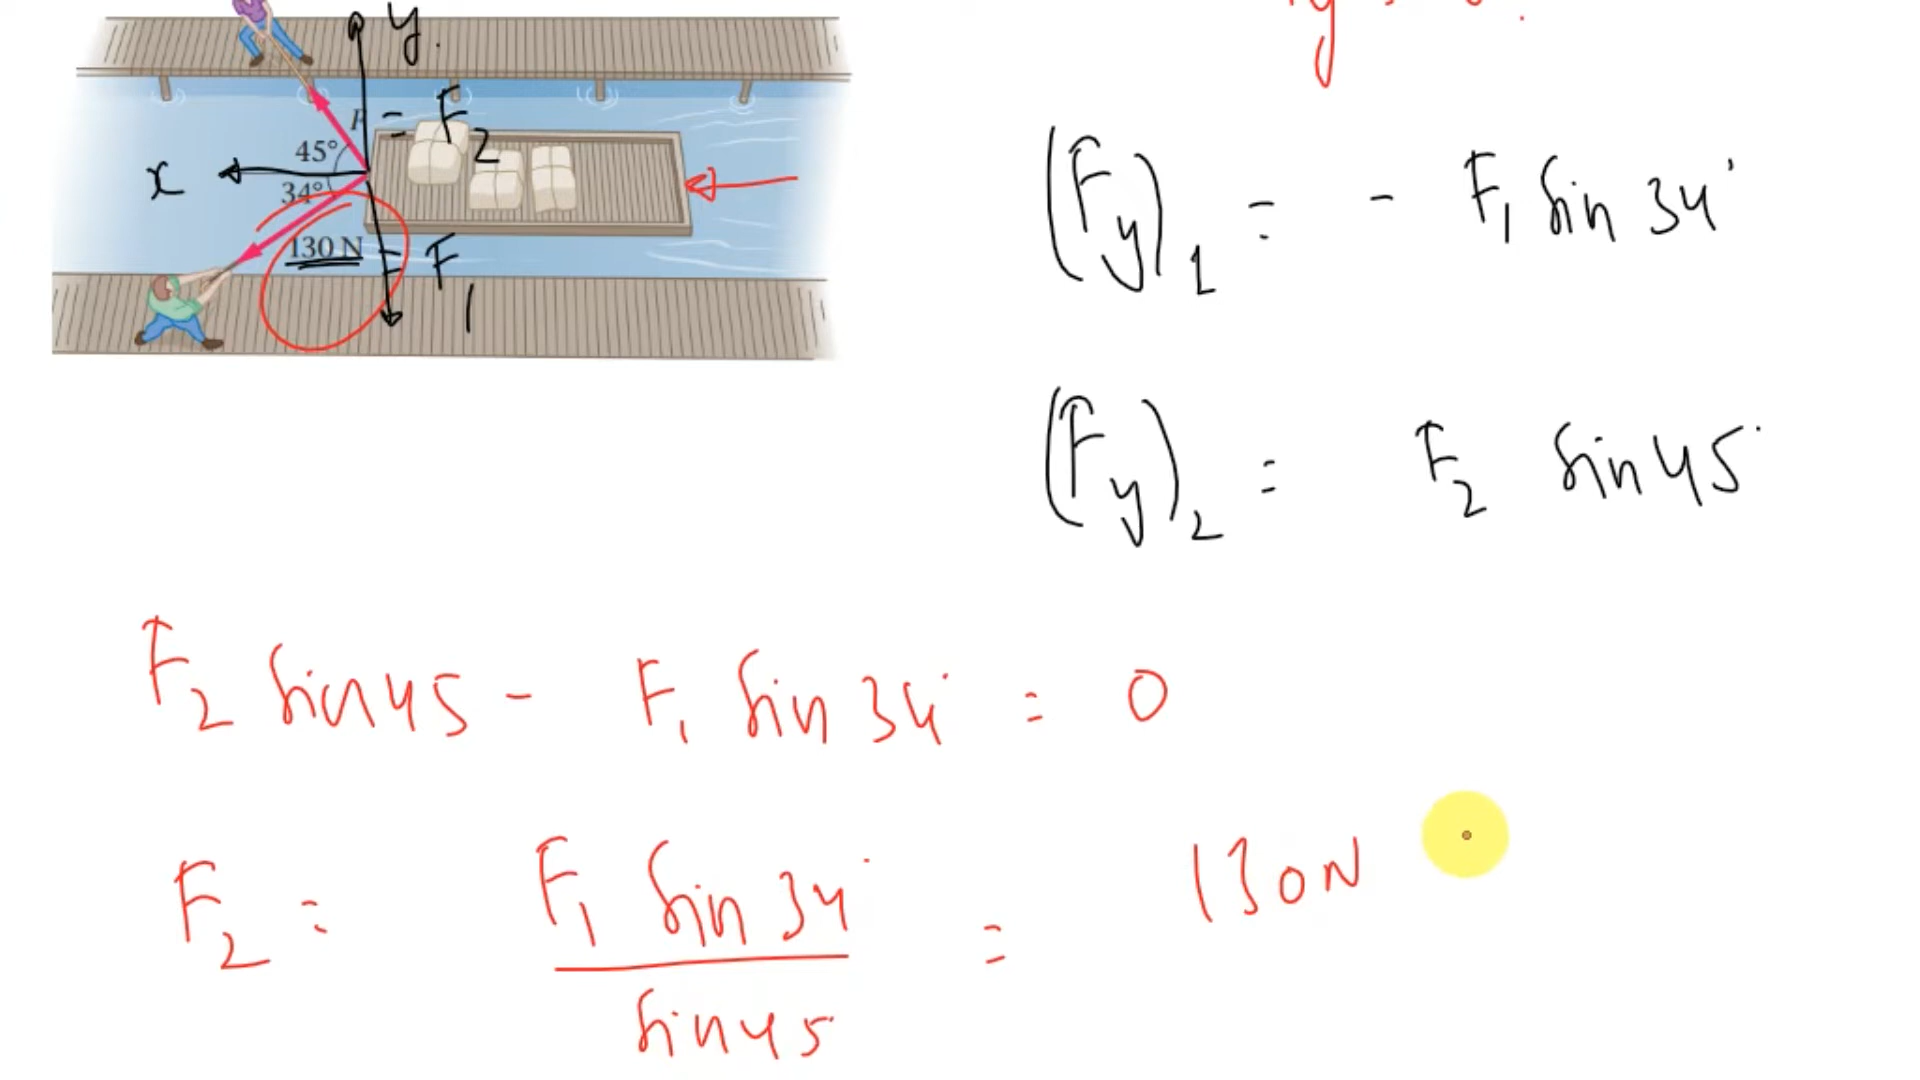 y.
= F2
45°
x
34°
130 N = F1
(Fy)1 = - F1 sin 34°
(Fy)2 = F2 sin 45°
F2 sin 45 - F1 sin 34° = 0
F2 = F1 sin 34° / sin 45 = 130 N